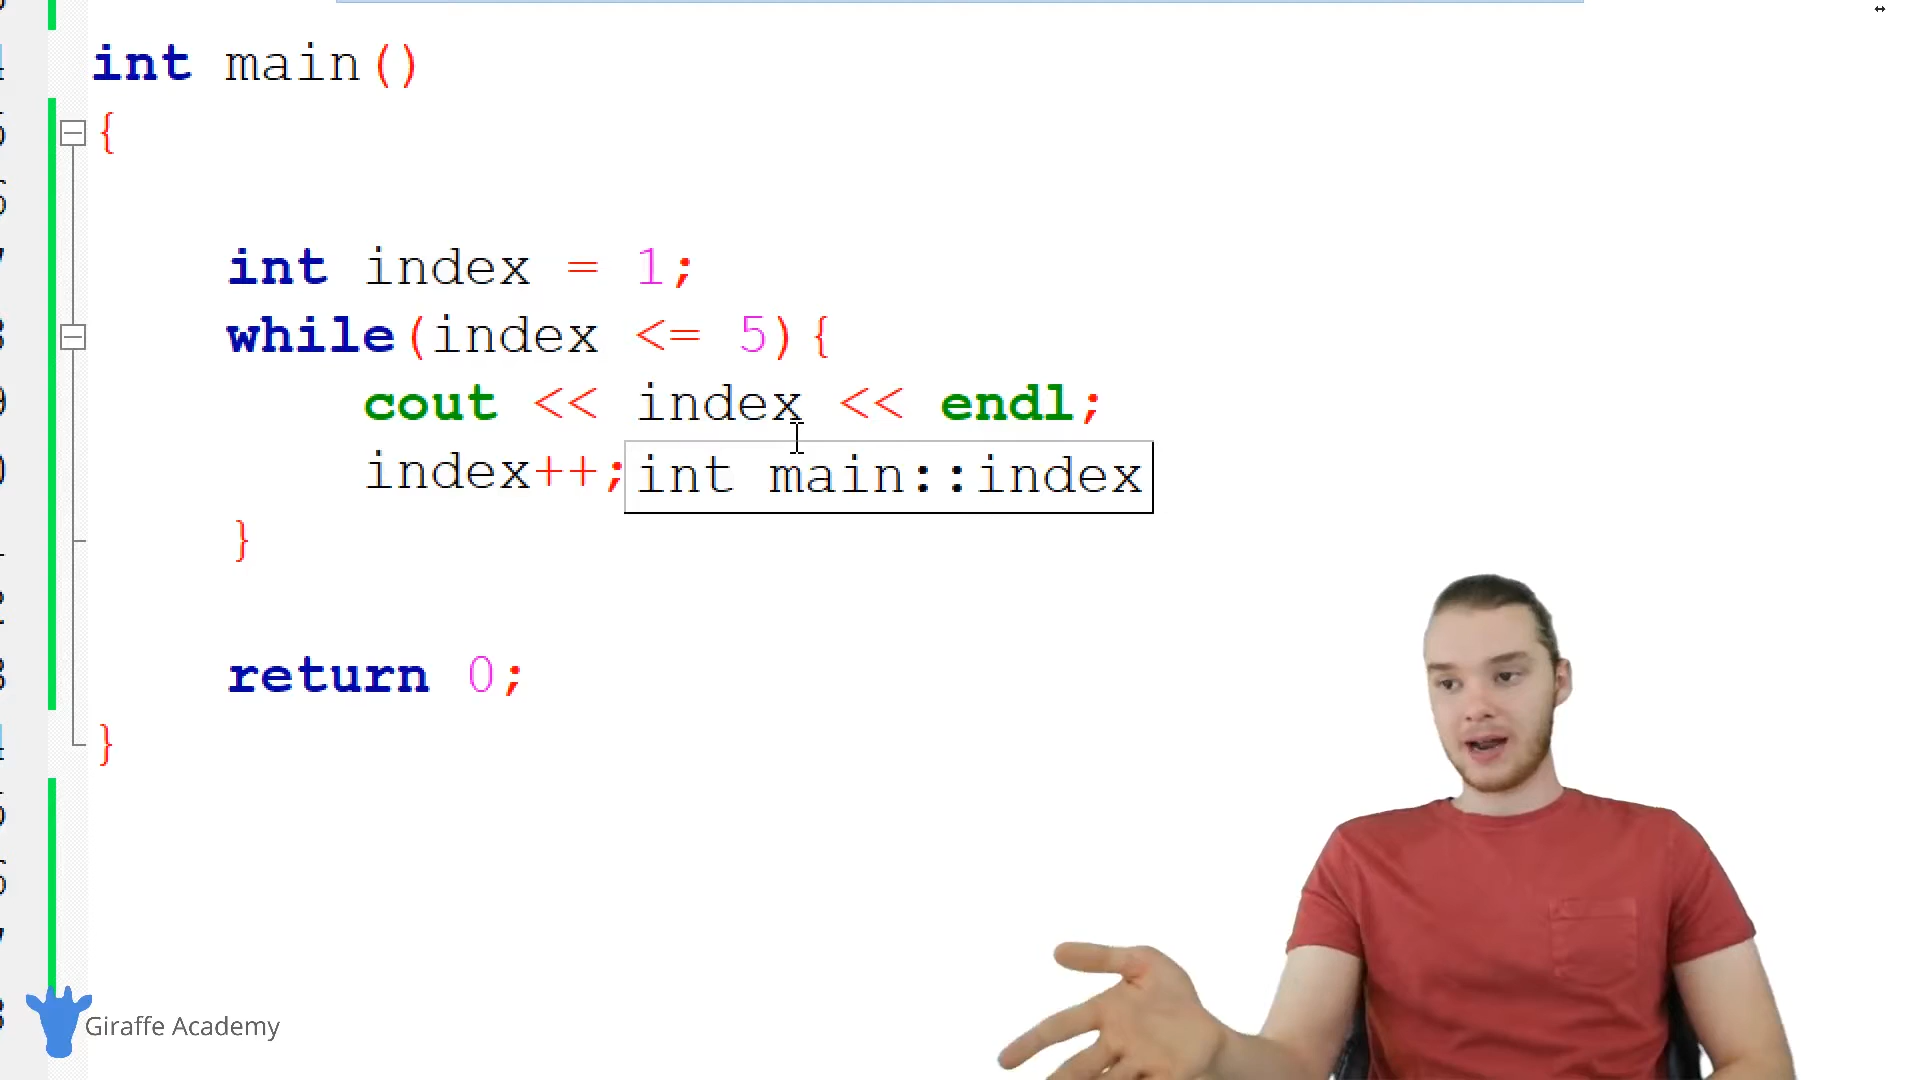 int main()
{
int index = 1;
while(index <= 5){
cout << index << endl;
index++;
int main::index
}
return 0;
}
Giraffe Academy